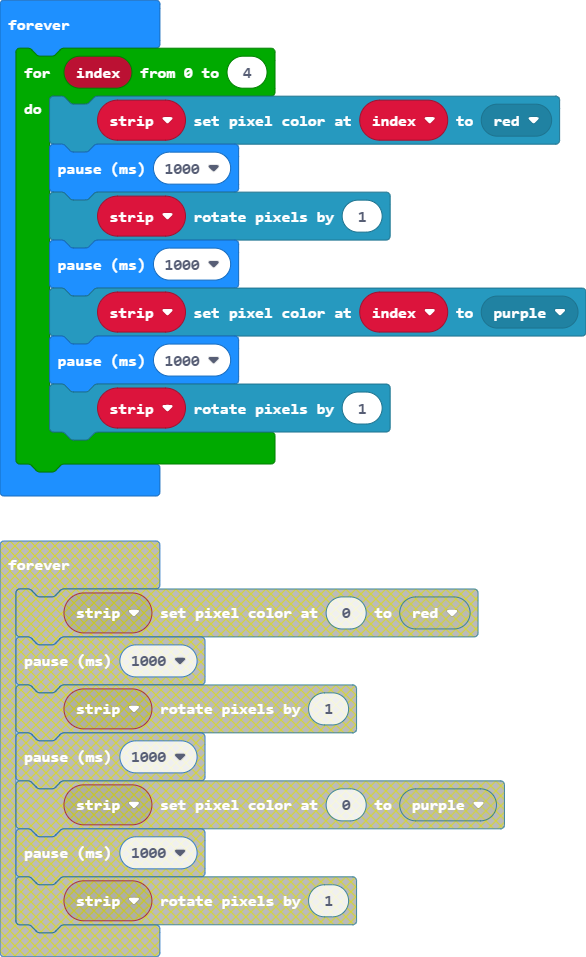 forever
for index from 0 to 4
do
strip set pixel color at index to red
pause (ms) 1000
strip rotate pixels by 1
pause (ms) 1000
strip set pixel color at index to purple
pause (ms) 1000
strip rotate pixels by 1
forever
strip set pixel color at 0 to red
pause (ms) 1000
strip rotate pixels by 1
pause (ms) 1000
strip set pixel color at 0 to purple
pause (ms) 1000
strip rotate pixels by 1